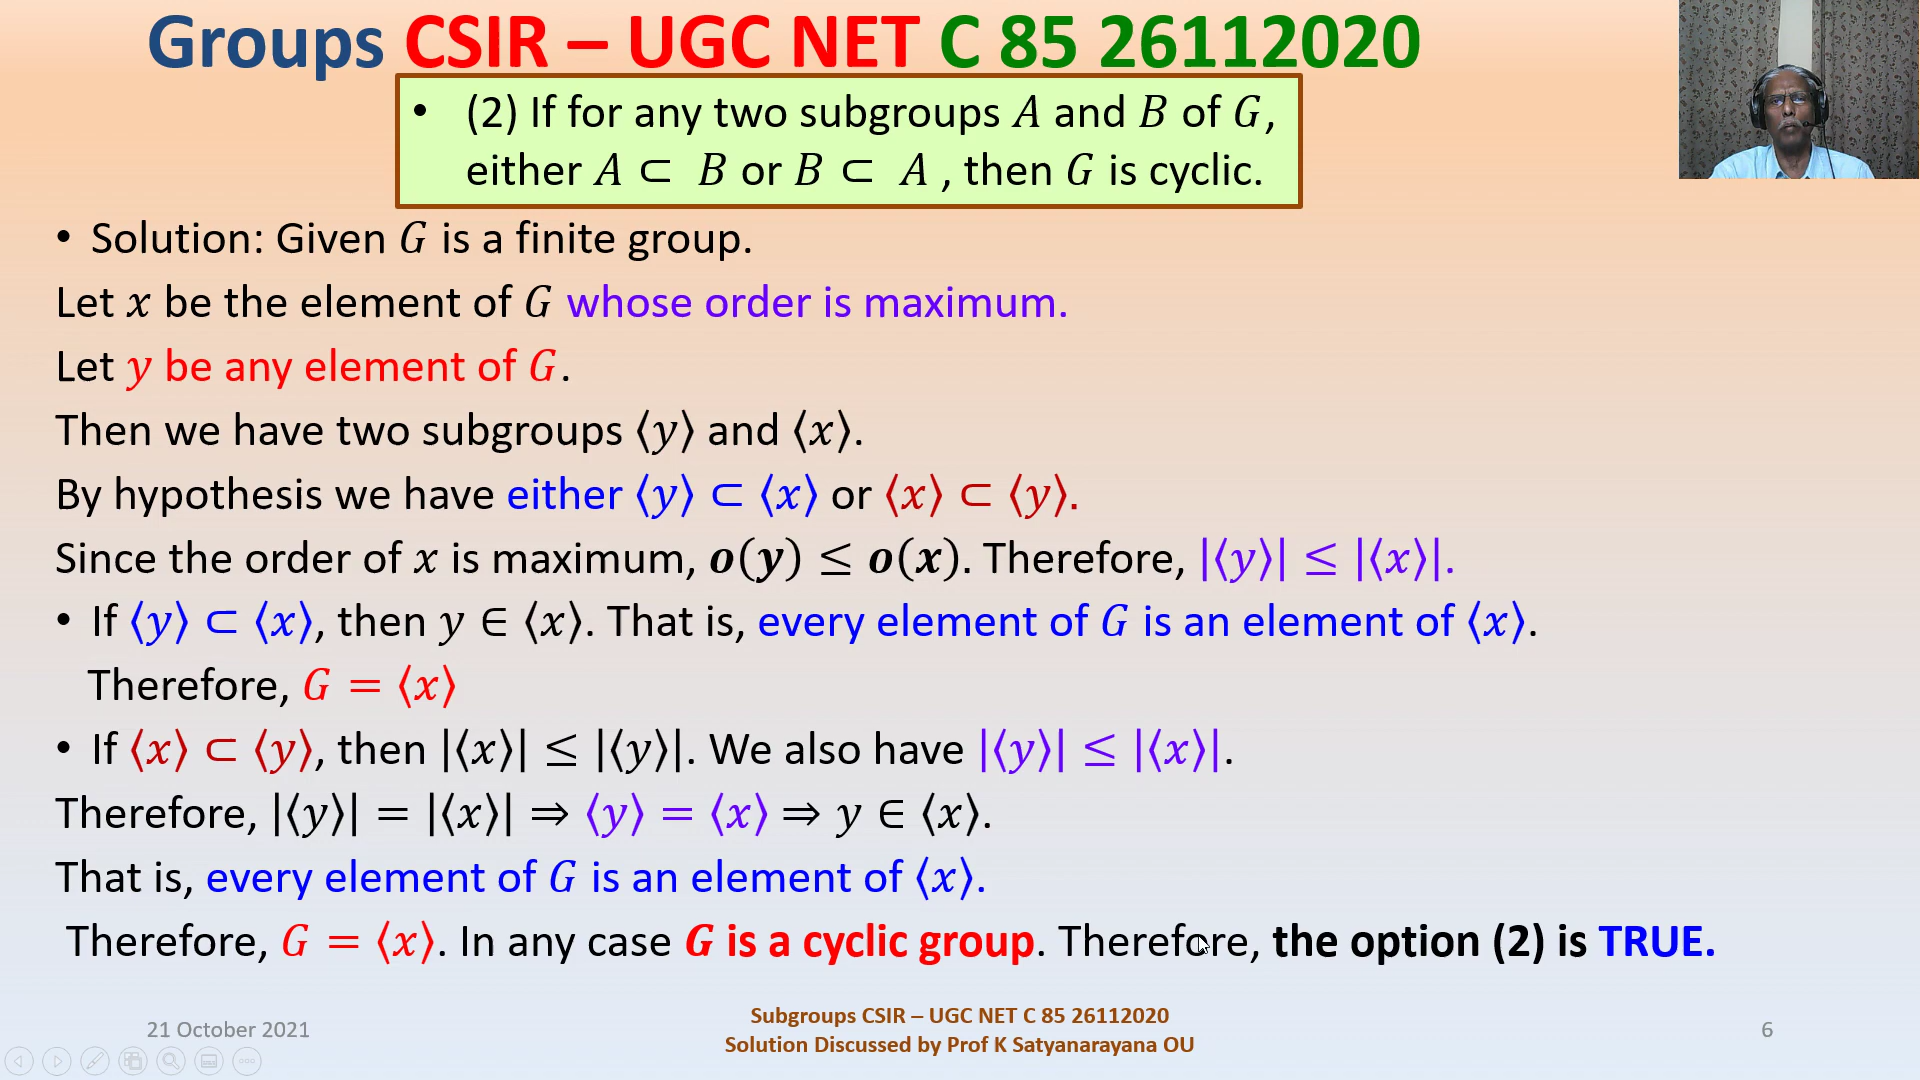 Groups CSIR – UGC NET C 85 26112020
• (2) If for any two subgroups A and B of G,
either A ⊂ B or B ⊂ A , then G is cyclic.
• Solution: Given G is a finite group.
Let x be the element of G whose order is maximum.
Let y be any element of G.
Then we have two subgroups ⟨y⟩ and ⟨x⟩.
By hypothesis we have either ⟨y⟩ ⊂ ⟨x⟩ or ⟨x⟩ ⊂ ⟨y⟩.
Since the order of x is maximum, o(y) ≤ o(x). Therefore, |⟨y⟩| ≤ |⟨x⟩|.
• If ⟨y⟩ ⊂ ⟨x⟩, then y ∈ ⟨x⟩. That is, every element of G is an element of ⟨x⟩.
Therefore, G = ⟨x⟩
• If ⟨x⟩ ⊂ ⟨y⟩, then |⟨x⟩| ≤ |⟨y⟩|. We also have |⟨y⟩| ≤ |⟨x⟩|.
Therefore, |⟨y⟩| = |⟨x⟩| ⇒ ⟨y⟩ = ⟨x⟩ ⇒ y ∈ ⟨x⟩.
That is, every element of G is an element of ⟨x⟩.
Therefore, G = ⟨x⟩. In any case G is a cyclic group. Therefore, the option (2) is TRUE.
21 October 2021
Subgroups CSIR – UGC NET C 85 26112020
Solution Discussed by Prof K Satyanarayana OU
6